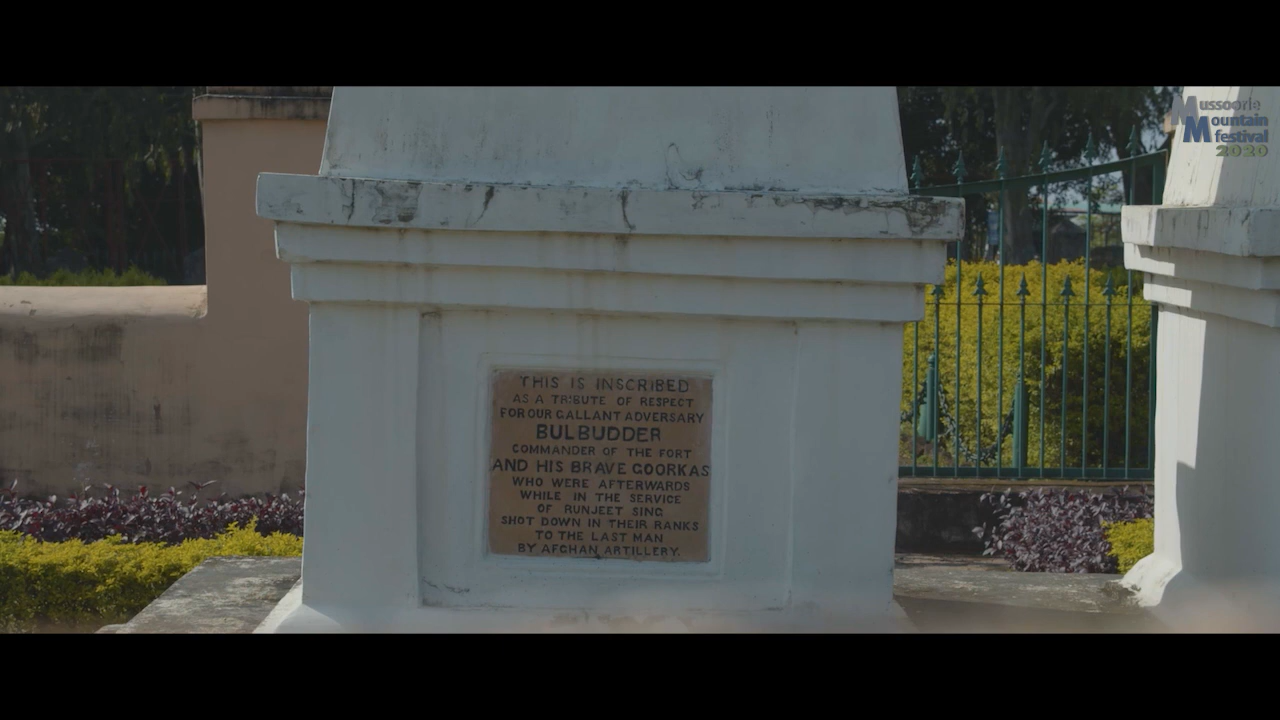 Mussoorie
Mountain
festival
2020
THIS IS INSCRIBED
AS A TRIBUTE OF RESPECT
FOR OUR GALLANT ADVERSARY
BULBUDDER
COMMANDER OF THE FORT
AND HIS BRAVE GOORKAS
WHO WERE AFTERWARDS
WHILE IN THE SERVICE
OF RUNJEET SING
SHOT DOWN IN THEIR RANKS
TO THE LAST MAN
BY AFGHAN ARTILLERY.